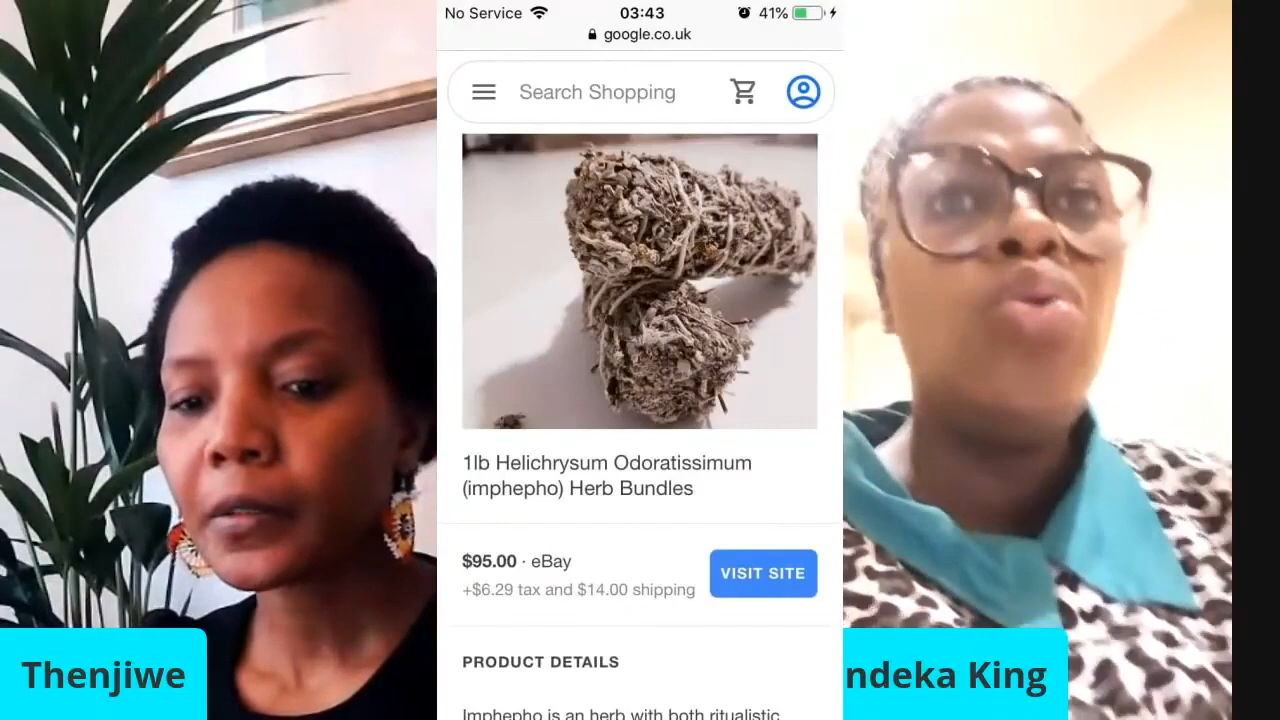 No Service 03:43 41%
google.co.uk
Search Shopping
1lb Helichrysum Odoratissimum
(imphepho) Herb Bundles
$95.00 · eBay
+$6.29 tax and $14.00 shipping
VISIT SITE
PRODUCT DETAILS
Imphepho is an herb with both ritualistic
Thenjiwe
ndeka King